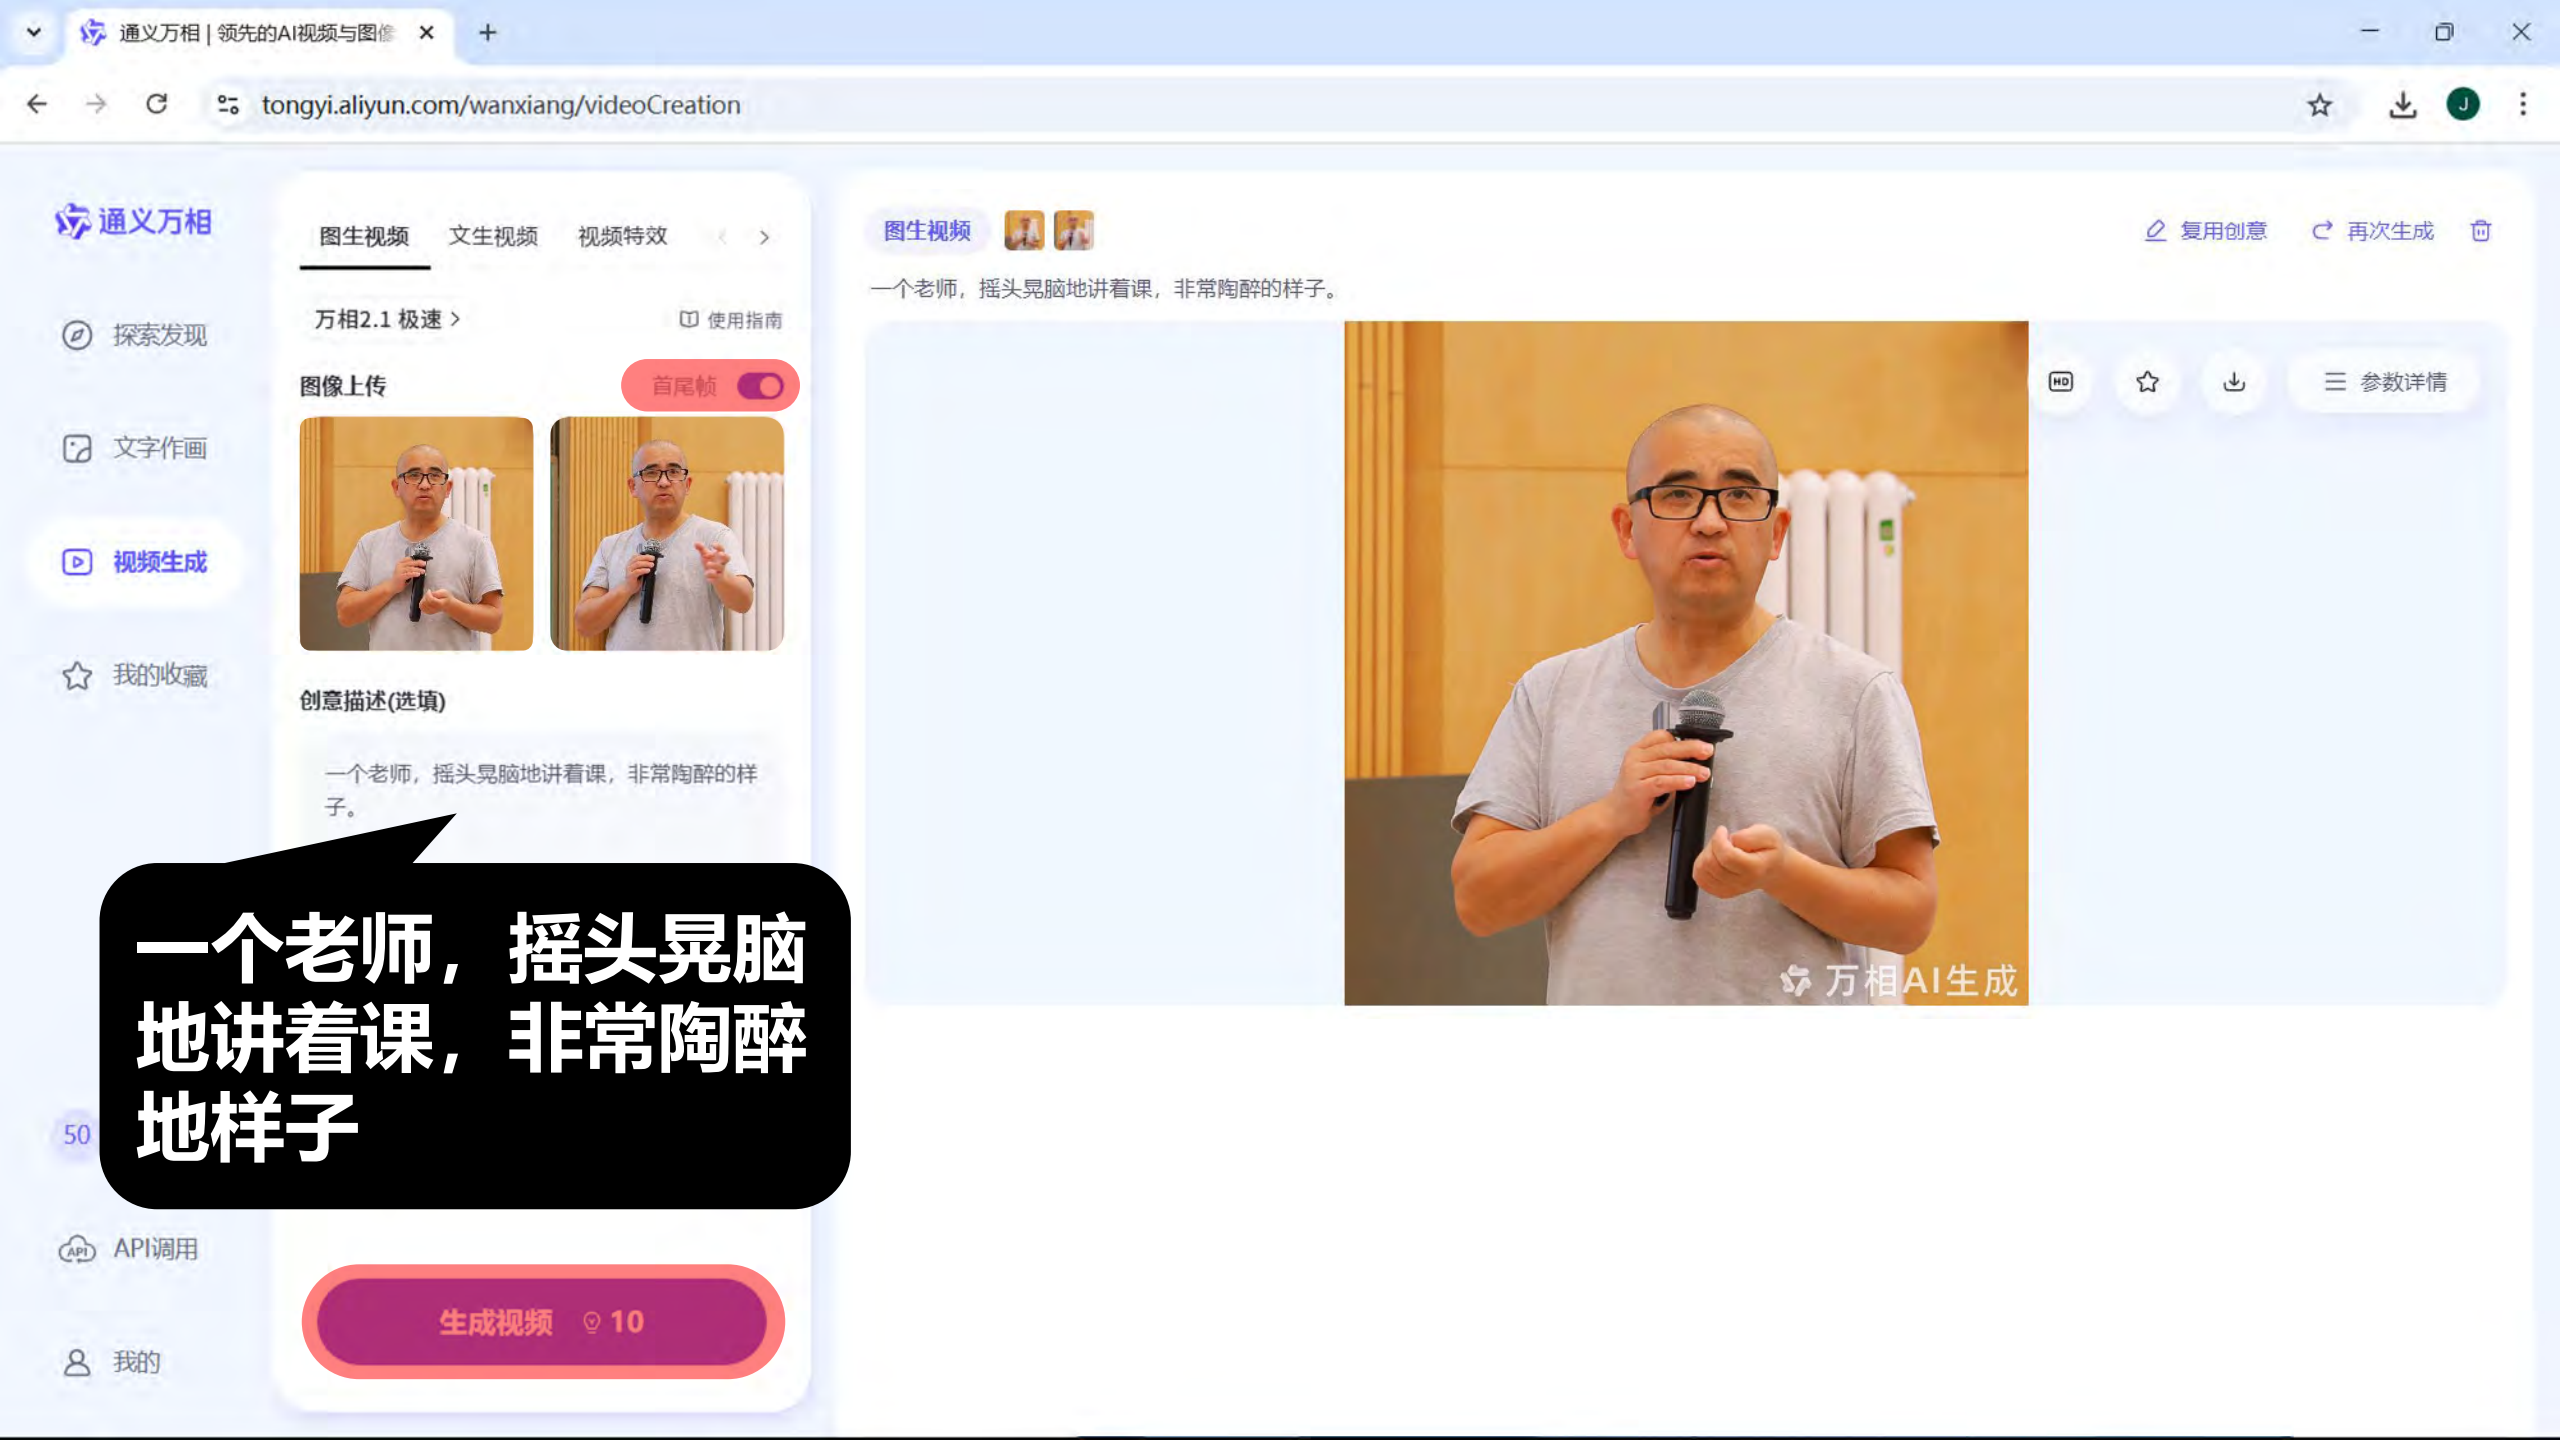 通义万相 | 领先的AI视频与图像
tongyi.aliyun.com/wanxiang/videoCreation
J
通义万相
探索发现
文字作画
视频生成
我的收藏
50
API调用
我的
图生视频 文生视频 视频特效
万相2.1 极速 使用指南
图像上传 首尾帧
创意描述(选填)
一个老师，摇头晃脑地讲着课，非常陶醉的样
子。
一个老师，摇头晃脑
地讲着课，非常陶醉
地样子
生成视频 10
图生视频
复用创意 再次生成
一个老师，摇头晃脑地讲着课，非常陶醉的样子。
HD 参数详情
万相AI生成